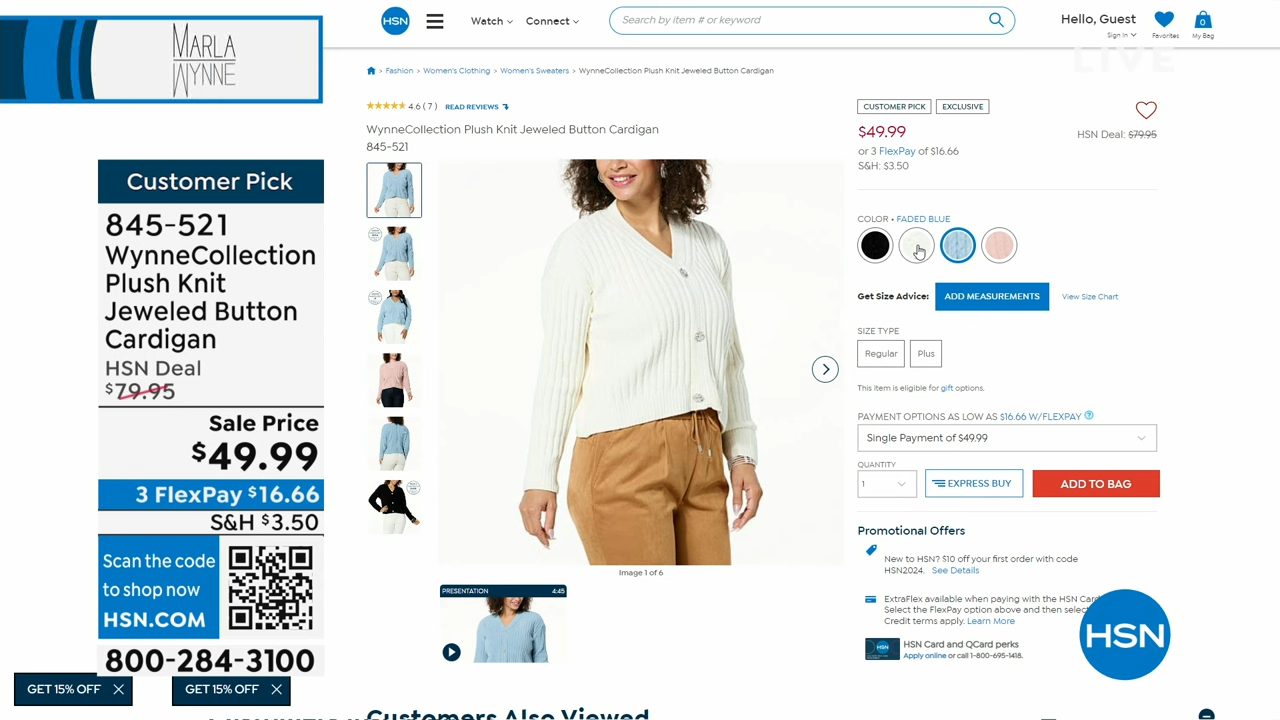 MARLA
WYNNE
Customer Pick
845-521
WynneCollection
Plush Knit
Jeweled Button
Cardigan
HSN Deal
$79.95
Sale Price
$49.99
3 FlexPay $16.66
S&H $3.50
Scan the code
to shop now
HSN.COM
800-284-3100
GET 15% OFF
GET 15% OFF
HSN
Watch
Connect
Search by item # or keyword
Hello, Guest
Sign in
Favorites
0
My Bag
LIVE
> Fashion > Women's Clothing > Women's Sweaters > WynneCollection Plush Knit Jeweled Button Cardigan
4.6 ( 7 ) READ REVIEWS
WynneCollection Plush Knit Jeweled Button Cardigan
845-521
Image 1 of 6
PRESENTATION 4:45
CUSTOMER PICK EXCLUSIVE
$49.99
HSN Deal: $79.95
or 3 FlexPay of $16.66
S&H: $3.50
COLOR • FADED BLUE
Get Size Advice: ADD MEASUREMENTS View Size Chart
SIZE TYPE
Regular Plus
This item is eligible for gift options.
PAYMENT OPTIONS AS LOW AS $16.66 W/FLEXPAY
Single Payment of $49.99
QUANTITY
1
EXPRESS BUY
ADD TO BAG
Promotional Offers
New to HSN? $10 off your first order with code
HSN2024. See Details
ExtraFlex available when paying with the HSN Card
Select the FlexPay option above and then select
Credit terms apply. Learn More
HSN
HSN Card and QCard perks
Apply online or call 1-800-695-1418.
HSN
Customers Also Viewed